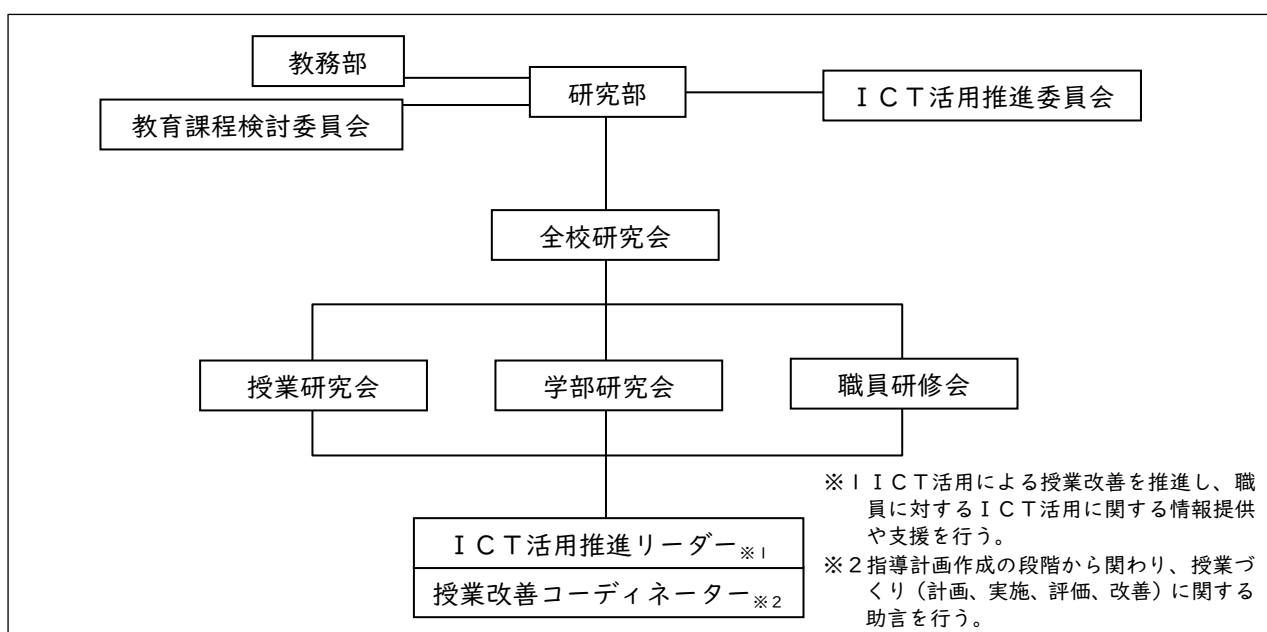 教務部
研究部
ICT活用推進委員会
教育課程検討委員会
全校研究会
授業研究会
学部研究会
職員研修会
ICT活用推進リーダー※1
授業改善コーディネーター※2
※1 ICT活用による授業改善を推進し、職
員に対するICT活用に関する情報提供
や支援を行う。
※2 指導計画作成の段階から関わり、授業づ
くり(計画、実施、評価、改善)に関する
助言を行う。